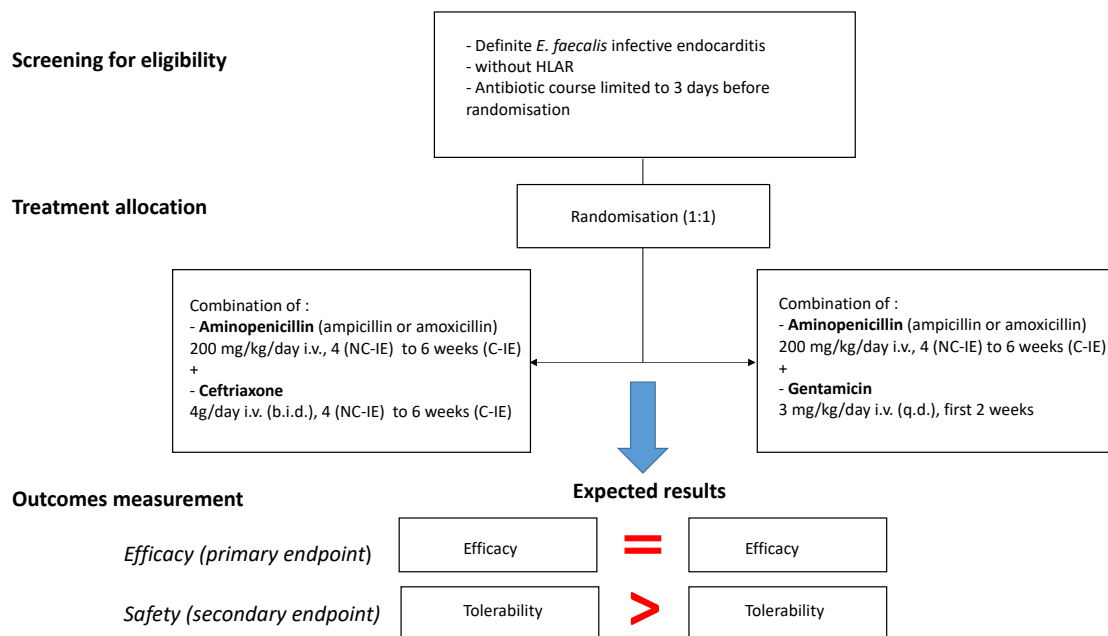 Screening for eligibility
- Definite E. faecalis infective endocarditis
- without HLAR
- Antibiotic course limited to 3 days before
randomisation
Treatment allocation
Randomisation (1:1)
Combination of :
- Aminopenicillin (ampicillin or amoxicillin)
200 mg/kg/day i.v., 4 (NC-IE)  to 6 weeks (C-IE)
+
- Ceftriaxone
4g/day i.v. (b.i.d.), 4 (NC-IE)  to 6 weeks (C-IE)
Combination of :
- Aminopenicillin (ampicillin or amoxicillin)
200 mg/kg/day i.v., 4 (NC-IE) to 6 weeks (C-IE)
+
- Gentamicin
3 mg/kg/day i.v. (q.d.), first 2 weeks
Outcomes measurement
Expected results
Efficacy (primary endpoint)
Efficacy
=
Efficacy
Safety (secondary endpoint)
Tolerability
>
Tolerability